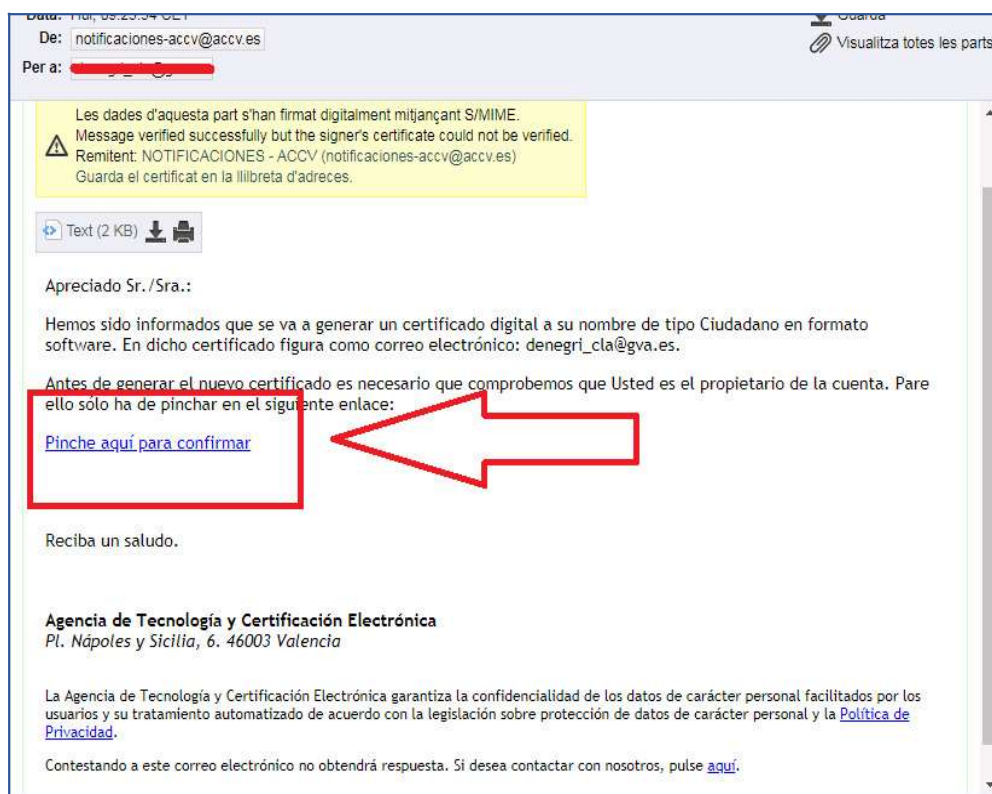 De: notificaciones-accv@accv.es
Visualitza totes les parts
Per a:
Les dades d'aquesta part s'han firmat digitalment mitjançant S/MIME.
Message verified successfully but the signer's certificate could not be verified.
Remitent: NOTIFICACIONES - ACCV (notificaciones-accv@accv.es)
Guarda el certificat en la llibreta d'adreces.
Text (2 KB)
Apreciado Sr./Sra.:
Hemos sido informados que se va a generar un certificado digital a su nombre de tipo Ciudadano en formato
software. En dicho certificado figura como correo electrónico: denegri_cla@gva.es.
Antes de generar el nuevo certificado es necesario que comprobemos que Usted es el propietario de la cuenta. Pare
ello sólo ha de pinchar en el siguiente enlace:
Pinche aquí para confirmar
Reciba un saludo.
Agencia de Tecnología y Certificación Electrónica
Pl. Nápoles y Sicilia, 6. 46003 Valencia
La Agencia de Tecnología y Certificación Electrónica garantiza la confidencialidad de los datos de carácter personal facilitados por los
usuarios y su tratamiento automatizado de acuerdo con la legislación sobre protección de datos de carácter personal y la Política de
Privacidad.
Contestando a este correo electrónico no obtendrá respuesta. Si desea contactar con nosotros, pulse aquí.